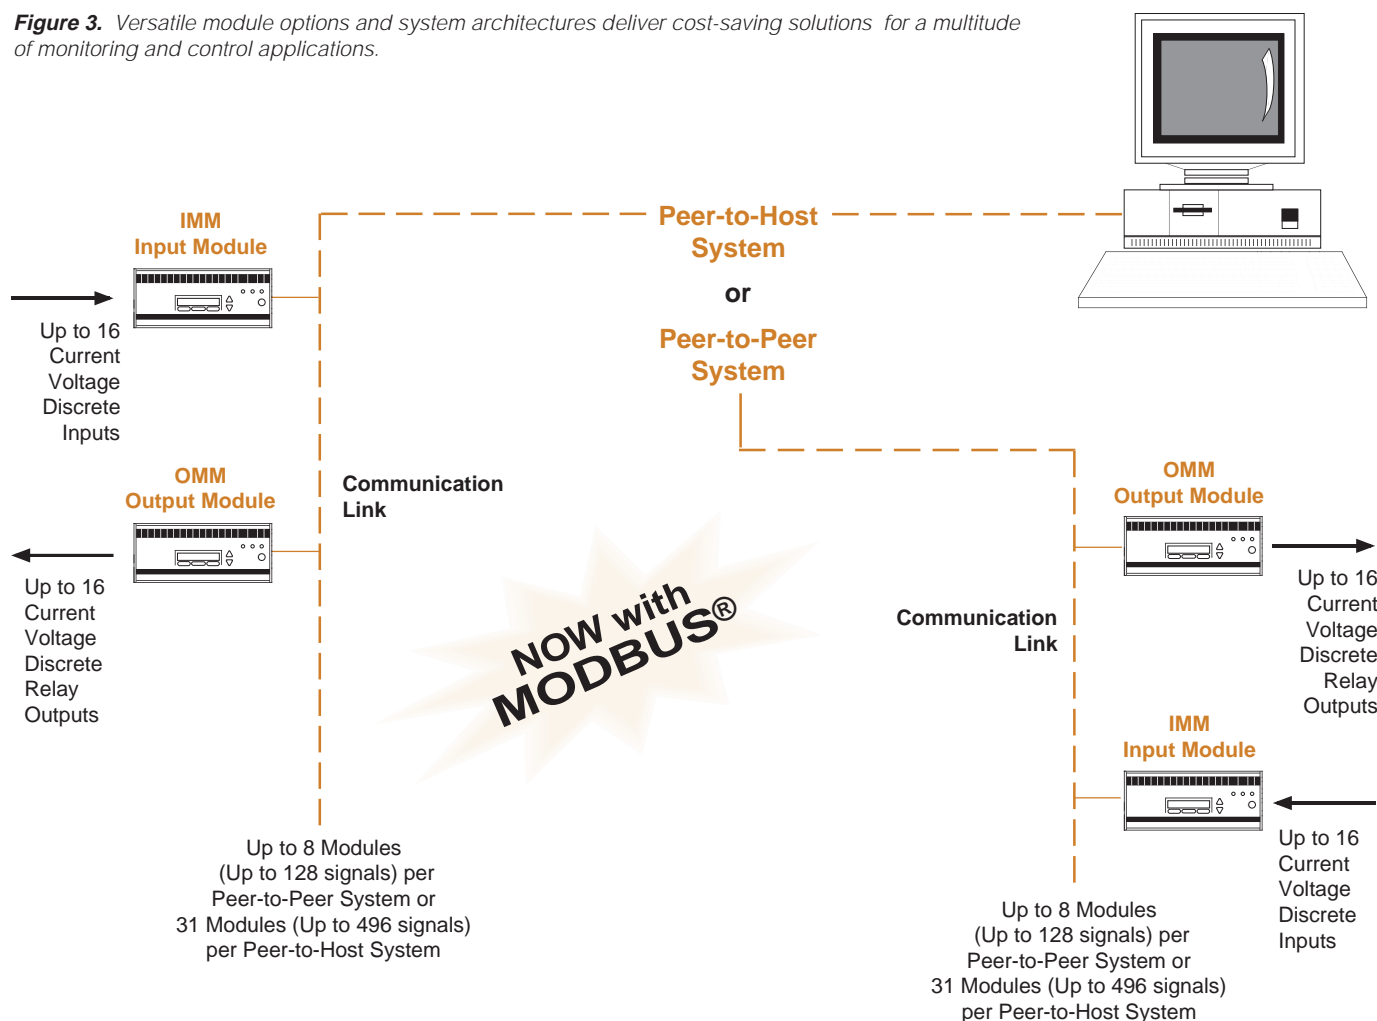 Figure 3. Versatile module options and system architectures deliver cost-saving solutions for a multitude
of monitoring and control applications.
IMM
Input Module
Up to 16
Current
Voltage
Discrete
Inputs
OMM
Output Module
Up to 16
Current
Voltage
Discrete
Relay
Outputs
Communication
Link
Up to 8 Modules
(Up to 128 signals) per
Peer-to-Peer System or
31 Modules (Up to 496 signals)
per Peer-to-Host System
Peer-to-Host
System
or
Peer-to-Peer
System
NOW with
MODBUS®
Communication
Link
OMM
Output Module
Up to 16
Current
Voltage
Discrete
Relay
Outputs
IMM
Input Module
Up to 16
Current
Voltage
Discrete
Inputs
Up to 8 Modules
(Up to 128 signals) per
Peer-to-Peer System or
31 Modules (Up to 496 signals)
per Peer-to-Host System